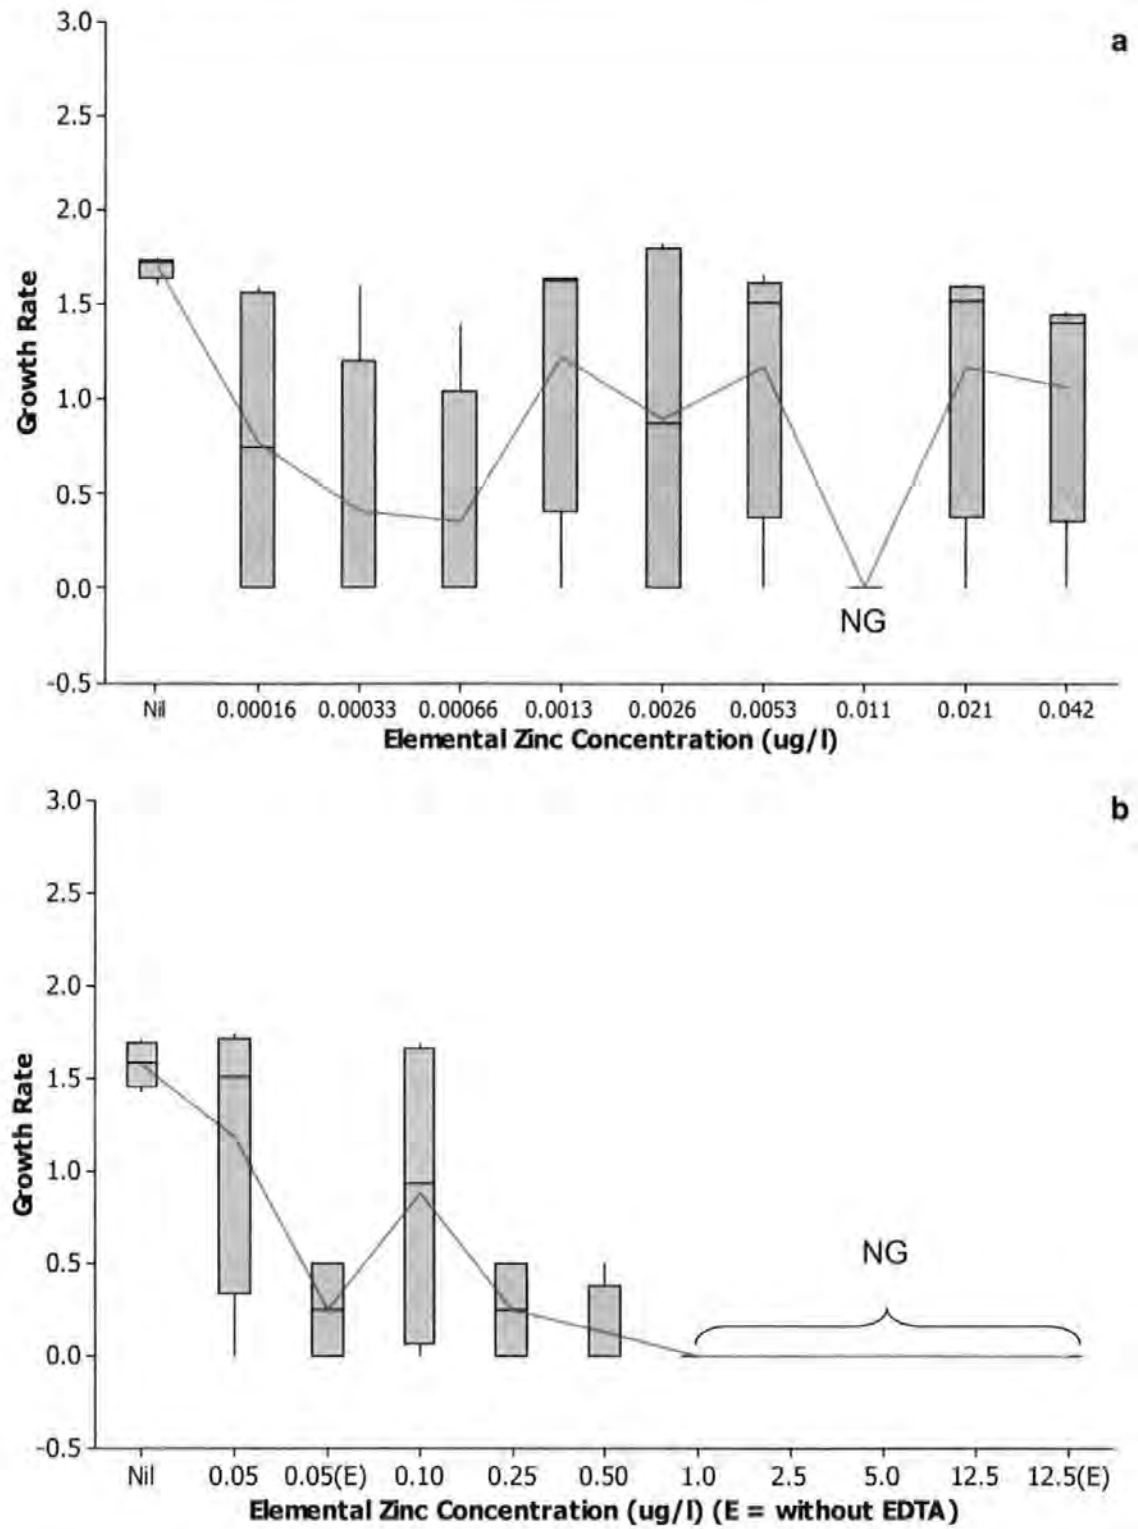 a
3.0
2.5
2.0
1.5
1.0
0.5
0.0
-0.5
Growth Rate
NG
Nil 0.00016 0.00033 0.00066 0.0013 0.0026 0.0053 0.011 0.021 0.042
Elemental Zinc Concentration (ug/l)
b
3.0
2.5
2.0
1.5
1.0
0.5
0.0
-0.5
Growth Rate
NG
Nil 0.05 0.05(E) 0.10 0.25 0.50 1.0 2.5 5.0 12.5 12.5(E)
Elemental Zinc Concentration (ug/l) (E = without EDTA)